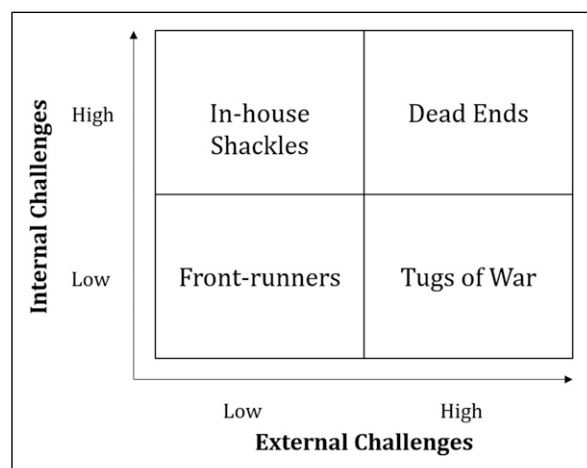 Internal Challenges
High
In-house
Shackles
Dead Ends
Low
Front-runners
Tugs of War
Low
High
External Challenges